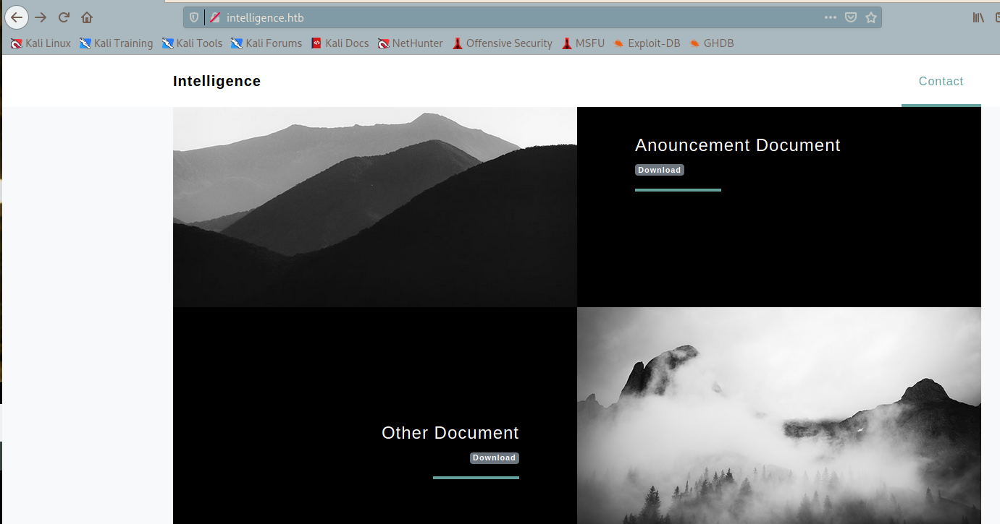 intelligence.htb
Kali Linux Kali Training Kali Tools Kali Forums Kali Docs NetHunter Offensive Security MSFU Exploit-DB GHDB
Intelligence
Contact
Anouncement Document
Download
Other Document
Download